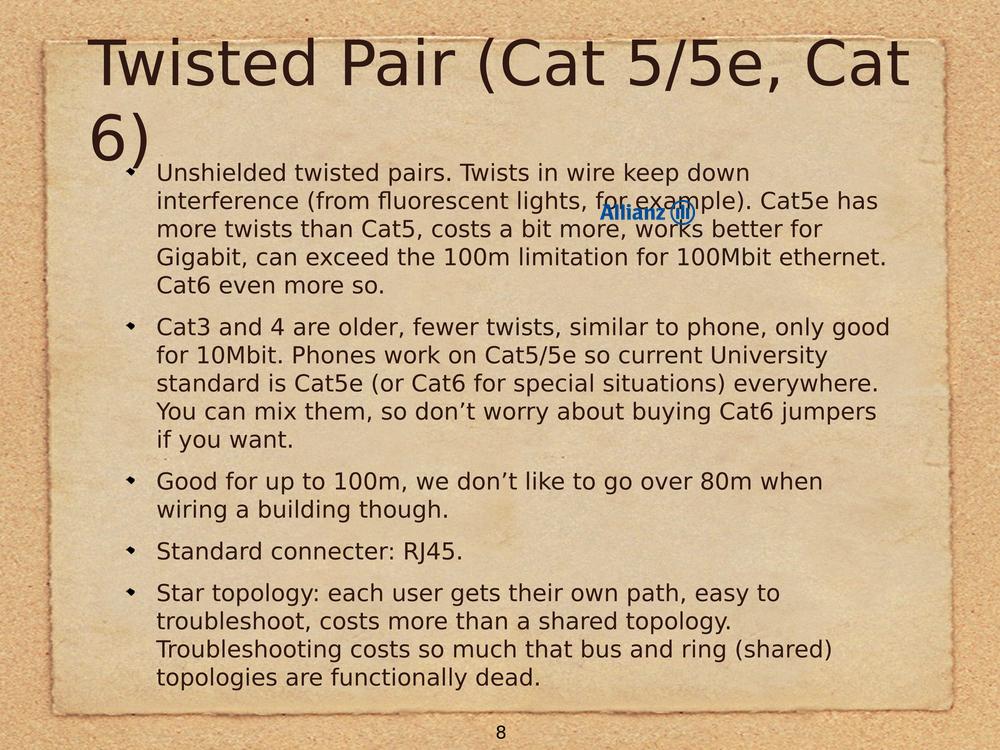 Twisted Pair (Cat 5/5e, Cat
6)
Unshielded twisted pairs. Twists in wire keep down
interference (from fluorescent lights, for example). Cat5e has
Allianz
more twists than Cat5, costs a bit more, works better for
Gigabit, can exceed the 100m limitation for 100Mbit ethernet.
Cat6 even more so.
Cat3 and 4 are older, fewer twists, similar to phone, only good
for 10Mbit. Phones work on Cat5/5e so current University
standard is Cat5e (or Cat6 for special situations) everywhere.
You can mix them, so don’t worry about buying Cat6 jumpers
if you want.
Good for up to 100m, we don’t like to go over 80m when
wiring a building though.
Standard connecter: RJ45.
Star topology: each user gets their own path, easy to
troubleshoot, costs more than a shared topology.
Troubleshooting costs so much that bus and ring (shared)
topologies are functionally dead.
8